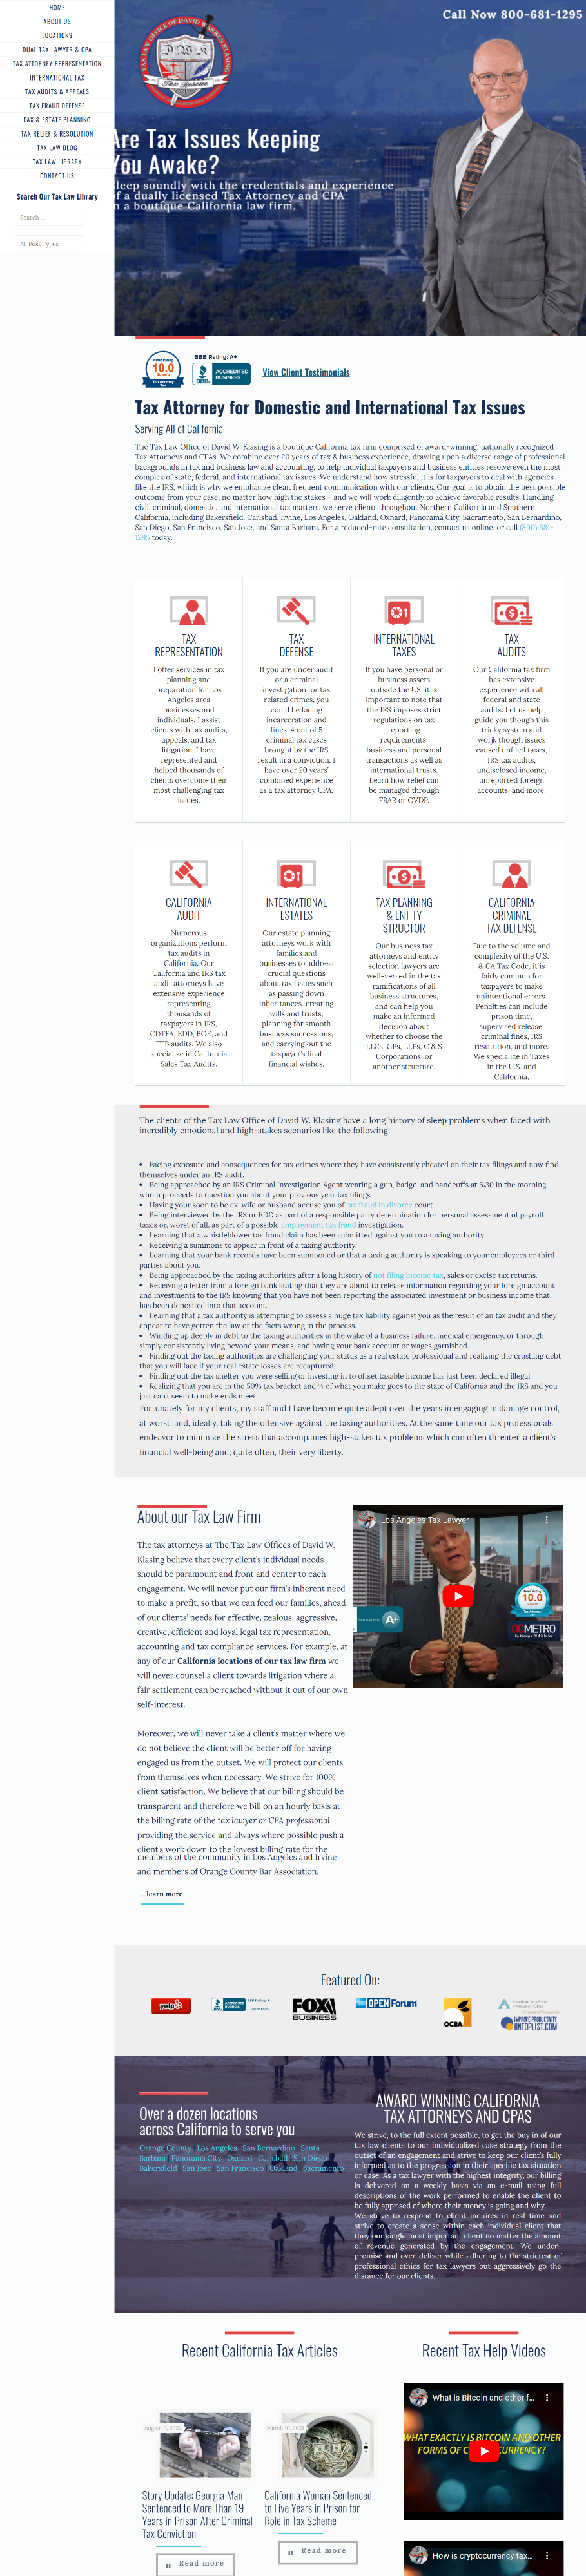 HOME
ABOUT US
LOCATIONS
DUAL TAX LAWYER & CPA
TAX ATTORNEY REPRESENTATION
INTERNATIONAL TAX
TAX AUDITS & APPEALS
TAX FRAUD DEFENSE
TAX & ESTATE PLANNING
TAX RELIEF & RESOLUTION
TAX LAW BLOG
TAX LAW LIBRARY
CONTACT US
Search Our Tax Law Library
Search ...
All Post Types
Call Now 800-681-1295
TAX LAW OFFICE OF DAVID WARREN KLASING
D.W.K
Tax Rescue
Are Tax Issues Keeping
You Awake?
leep soundly with the credentials and experience
f a dually licensed Tax Attorney and CPA
n a boutique California law firm.
10.0
BBB Rating: A+
ACCREDITED
BUSINESS
BBB
View Client Testimonials
Tax Attorney for Domestic and International Tax Issues
Serving All of California
The Tax Law Office of David W. Klasing is a boutique California tax firm comprised of award-winning, nationally recognized
Tax Attorneys and CPAs. We combine over 20 years of tax & business experience, drawing upon a diverse range of professional
backgrounds in tax and business law and accounting, to help individual taxpayers and business entities resolve even the most
complex of state, federal, and international tax issues. We understand how stressful it is for taxpayers to deal with agencies
like the IRS, which is why we emphasize clear, frequent communication with our clients. Our goal is to obtain the best possible
outcome from your case, no matter how high the stakes – and we will work diligently to achieve favorable results. Handling
civil, criminal, domestic, and international tax matters, we serve clients throughout Northern California and Southern
California, including Bakersfield, Carlsbad, Irvine, Los Angeles, Oakland, Oxnard, Panorama City, Sacramento, San Bernardino,
San Diego, San Francisco, San Jose, and Santa Barbara. For a reduced-rate consultation, contact us online, or call (800) 681-
1295 today.
TAX
REPRESENTATION
I offer services in tax
planning and
preparation for Los
Angeles area
businesses and
individuals. I assist
clients with tax audits,
appeals, and tax
litigation. I have
represented and
helped thousands of
clients overcome their
most challenging tax
issues.
TAX
DEFENSE
If you are under audit
or a criminal
investigation for tax
related crimes, you
could be facing
incarceration and
fines. 4 out of 5
criminal tax cases
brought by the IRS
result in a conviction. I
have over 20 years'
combined experience
as a tax attorney CPA.
INTERNATIONAL
TAXES
If you have personal or
business assets
outside the US, it is
important to note that
the IRS imposes strict
regulations on tax
reporting
requirements,
business and personal
transactions as well as
international trusts.
Learn how relief can
be managed through
FBAR or OVDP.
TAX
AUDITS
Our California tax firm
has extensive
experience with all
federal and state
audits. Let us help
guide you though this
tricky system and
worjk though issues
caused unfiled taxes,
IRS tax audits,
undisclosed income,
unreported foreign
accounts, and more.
CALIFORNIA
AUDIT
Numerous
organizations perform
tax audits in
California. Our
California and IRS tax
audit attorneys have
extensive experience
representing
thousands of
taxpayers in IRS,
CDTFA, EDD, BOE, and
FTB audits. We also
specialize in California
Sales Tax Audits.
INTERNATIONAL
ESTATES
Our estate planning
attorneys work with
families and
businesses to address
crucial questions
about tax issues such
as passing down
inheritances, creating
wills and trusts,
planning for smooth
business successions,
and carrying out the
taxpayer's final
financial wishes.
TAX PLANNING
& ENTITY
STRUCTOR
Our business tax
attorneys and entity
selection lawyers are
well-versed in the tax
ramifications of all
business structures,
and can help you
make an informed
decision about
whether to choose the
LLCs, GPs, LLPs, C & S
Corporations, or
another structure.
CALIFORNIA
CRIMINAL
TAX DEFENSE
Due to the volume and
complexity of the U.S.
& CA Tax Code, it is
fairly common for
taxpayers to make
unintentional errors.
Penalties can include
prison time,
supervised release,
criminal fines, IRS
restitution, and more.
We specialize in Taxes
in the U.S. and
California.
The clients of the Tax Law Office of David W. Klasing have a long history of sleep problems when faced with
incredibly emotional and high-stakes scenarios like the following:
• Facing exposure and consequences for tax crimes where they have consistently cheated on their tax filings and now find
themselves under an IRS audit.
• Being approached by an IRS Criminal Investigation Agent wearing a gun, badge, and handcuffs at 6:30 in the morning
whom proceeds to question you about your previous year tax filings.
• Having your soon to be ex-wife or husband accuse you of tax fraud in divorce court.
• Being interviewed by the IRS or EDD as part of a responsible party determination for personal assessment of payroll
taxes or, worst of all, as part of a possible employment tax fraud investigation.
• Learning that a whistleblower tax fraud claim has been submitted against you to a taxing authority.
• Receiving a summons to appear in front of a taxing authority.
• Learning that your bank records have been summoned or that a taxing authority is speaking to your employees or third
parties about you.
• Being approached by the taxing authorities after a long history of not filing income tax, sales or excise tax returns.
• Receiving a letter from a foreign bank stating that they are about to release information regarding your foreign account
and investments to the IRS knowing that you have not been reporting the associated investment or business income that
has been deposited into that account.
• Learning that a tax authority is attempting to assess a huge tax liability against you as the result of an tax audit and they
appear to have gotten the law or the facts wrong in the process.
• Winding up deeply in debt to the taxing authorities in the wake of a business failure, medical emergency, or through
simply consistently living beyond your means, and having your bank account or wages garnished.
• Finding out the taxing authorities are challenging your status as a real estate professional and realizing the crushing debt
that you will face if your real estate losses are recaptured.
• Finding out the tax shelter you were selling or investing in to offset taxable income has just been declared illegal.
• Realizing that you are in the 50% tax bracket and ½ of what you make goes to the state of California and the IRS and you
just can't seem to make ends meet.
Fortunately for my clients, my staff and I have become quite adept over the years in engaging in damage control,
at worst, and, ideally, taking the offensive against the taxing authorities. At the same time our tax professionals
endeavor to minimize the stress that accompanies high-stakes tax problems which can often threaten a client's
financial well-being and, quite often, their very liberty.
About our Tax Law Firm
The tax attorneys at The Tax Law Offices of David W.
Klasing believe that every client's individual needs
should be paramount and front and center to each
engagement. We will never put our firm's inherent need
to make a profit, so that we can feed our families, ahead
of our clients' needs for effective, zealous, aggressive,
creative, efficient and loyal legal tax representation,
accounting and tax compliance services. For example, at
any of our California locations of our tax law firm we
will never counsel a client towards litigation where a
fair settlement can be reached without it out of our own
self-interest.
Moreover, we will never take a client's matter where we
do not believe the client will be better off for having
engaged us from the outset. We will protect our clients
from themselves when necessary. We strive for 100%
client satisfaction. We believe that our billing should be
transparent and therefore we bill on an hourly basis at
the billing rate of the tax lawyer or CPA professional
providing the service and always where possible push a
client's work down to the lowest billing rate for the
members of the community in Los Angeles and Irvine
and members of Orange County Bar Association.
...learn more
Los Angeles Tax Lawyer
A+
10.0
OCMETRO
Featured On:
yelp
ACCREDITED
BUSINESS
BBB Rating: A+
FOX
BUSINESS
OPEN Forum
OCBA
American Academy
of Attorney CPAs
IMPROVE PRODUCTIVITY
ONTOPLIST.COM
Over a dozen locations
across California to serve you
Orange County Los Angeles San Bernardino Santa
Barbara Panorama City Oxnard Carlsbad San Diego
Bakersfield San Jose San Francisco Oakland Sacramento
AWARD WINNING CALIFORNIA
TAX ATTORNEYS AND CPAS
We strive, to the full extent possible, to get the buy in of our
tax law clients to our individualized case strategy from the
outset of an engagement and strive to keep our client's fully
informed as to the progression in their specific tax situation
or case. As a tax lawyer with the highest integrity, our billing
is delivered on a weekly basis via an e-mail using full
descriptions of the work performed to enable the client to
be fully apprised of where their money is going and why.
We strive to respond to client inquires in real time and
strive to create a sense within each individual client that
they our single most important client no matter the amount
of revenue generated by the engagement. We under-
promise and over-deliver while adhering to the strictest of
professional ethics for tax lawyers but aggressively go the
distance for our clients.
Recent California Tax Articles
August 9, 2021
Story Update: Georgia Man
Sentenced to More Than 19
Years in Prison After Criminal
Tax Conviction
Read more
March 10, 2021
California Woman Sentenced
to Five Years in Prison for
Role in Tax Scheme
Read more
Recent Tax Help Videos
What is Bitcoin and other f...
WHAT EXACTLY IS BITCOIN AND OTHER
FORMS OF C CURRENCY?
How is cryptocurrency tax...